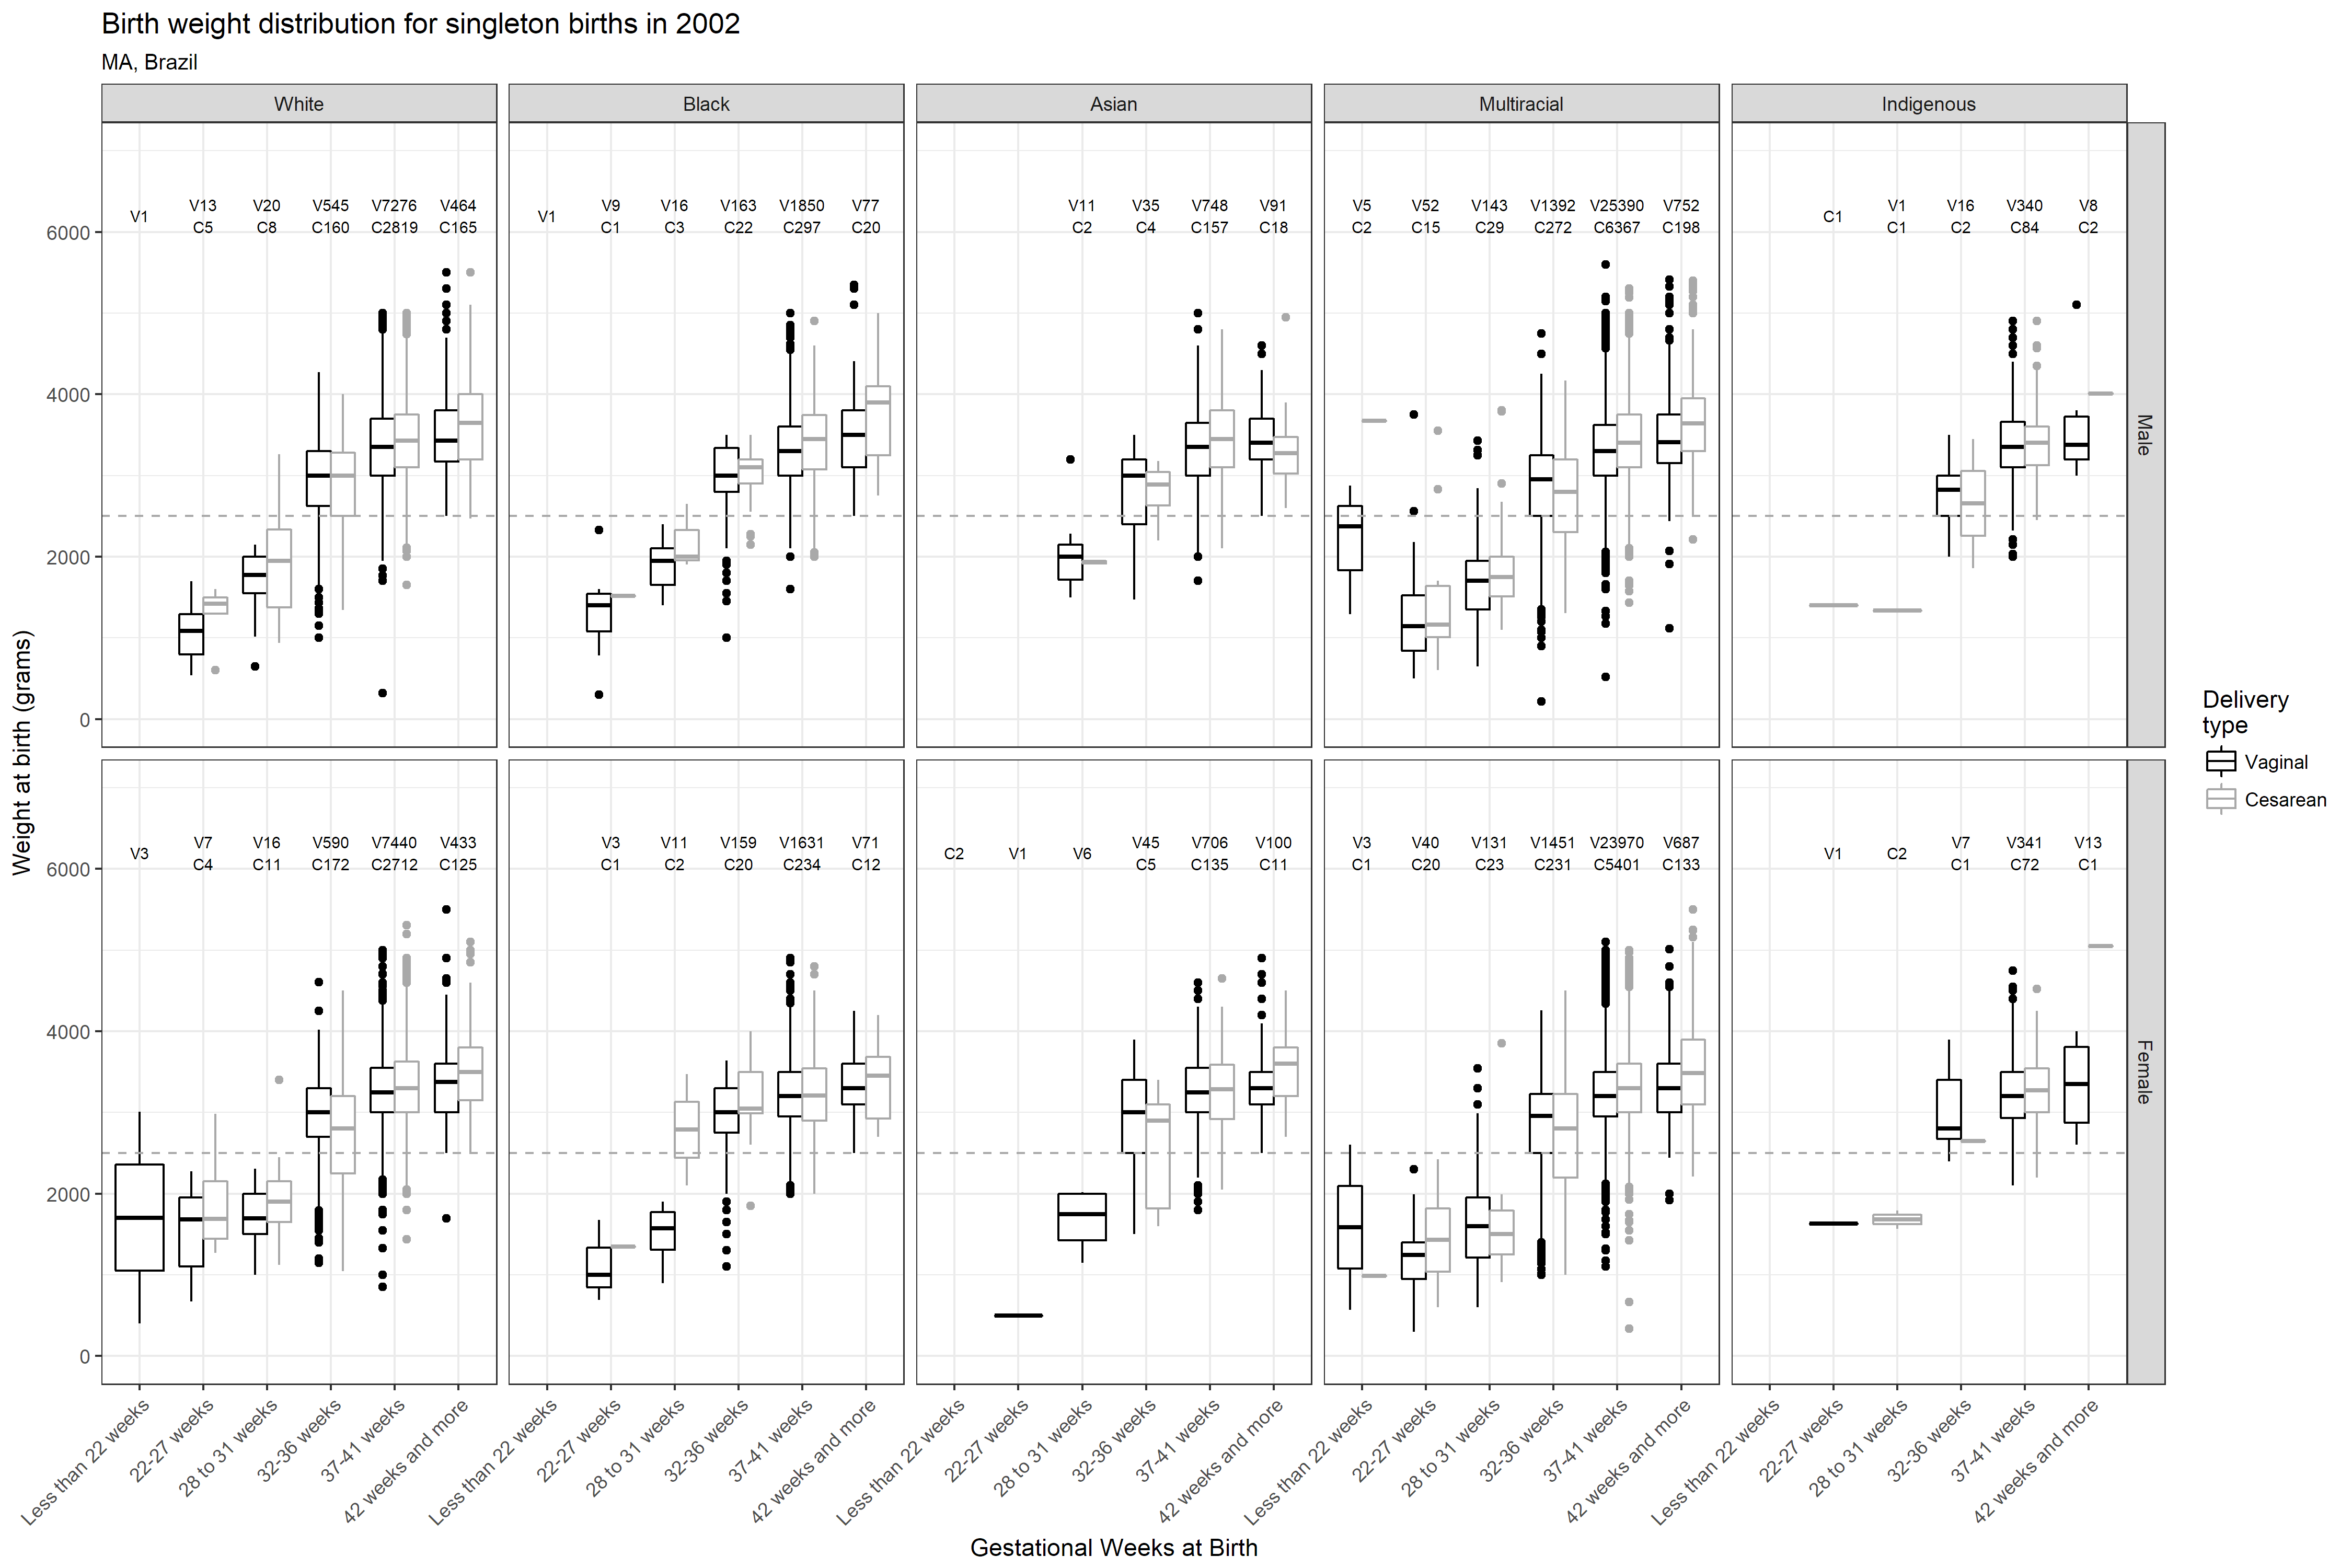 Birth weight distribution for singleton births in 2002
MA, Brazil
White Black Asian Multiracial Indigenous
V1 V13 V20 V545 V7276 V464 V1 V9 V16 V163 V1850 V77 V11 V35 V748 V91 V5 V52 V143 V1392 V25390 V752 C1 V1 V16 V340 V8
C5 C8 C160 C2819 C165 C1 C3 C22 C297 C20 C2 C4 C157 C18 C2 C15 C29 C272 C6367 C198 C1 C2 C84 C2
6000
4000
2000
0
Male
V3 V7 V16 V590 V7440 V433 V3 V11 V159 V1631 V71 C2 V1 V6 V45 V706 V100 V3 V40 V131 V1451 V23970 V687 V1 C2 V7 V341 V13
C4 C11 C172 C2712 C125 C1 C2 C20 C234 C12 C5 C135 C11 C1 C20 C23 C231 C5401 C133 C1 C72 C1
6000
4000
2000
0
Female
Weight at birth (grams)
Less than 22 weeks 22-27 weeks 28 to 31 weeks 32-36 weeks 37-41 weeks 42 weeks and more
Less than 22 weeks 22-27 weeks 28 to 31 weeks 32-36 weeks 37-41 weeks 42 weeks and more
Less than 22 weeks 22-27 weeks 28 to 31 weeks 32-36 weeks 37-41 weeks 42 weeks and more
Less than 22 weeks 22-27 weeks 28 to 31 weeks 32-36 weeks 37-41 weeks 42 weeks and more
Less than 22 weeks 22-27 weeks 28 to 31 weeks 32-36 weeks 37-41 weeks 42 weeks and more
Gestational Weeks at Birth
Delivery
type
Vaginal
Cesarean